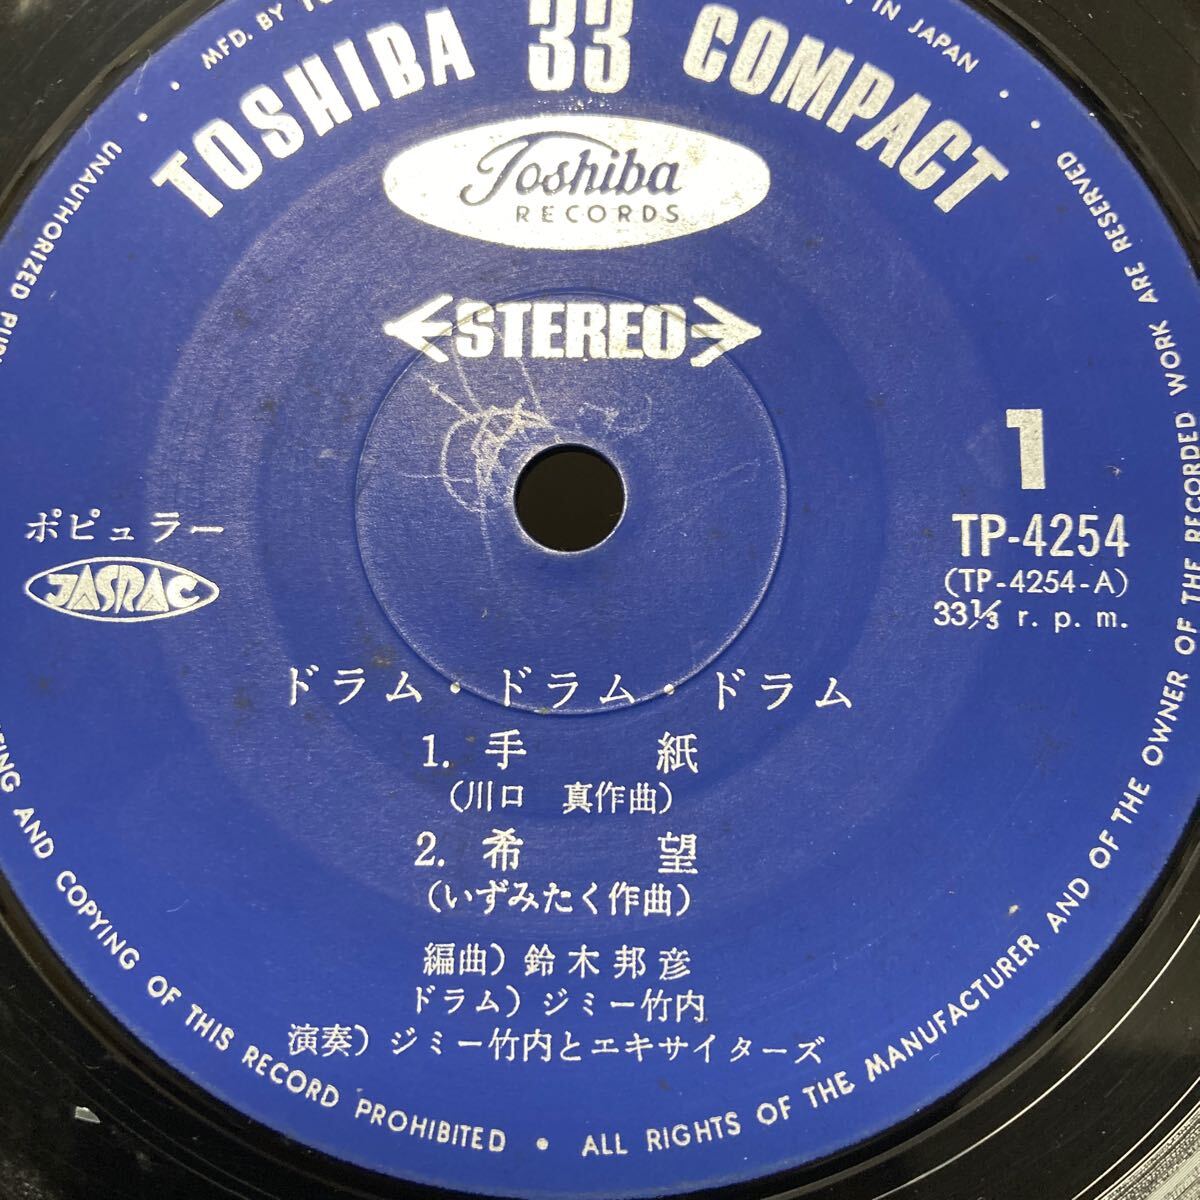 MFD. BY
IN JAPAN
TOSHIBA 33 COMPACT
Toshiba
RECORDS
STEREO
1
ポピュラー
JASRAC
TP-4254
(TP-4254-A)
33⅓ r. p. m.
ドラム・ドラム・ドラム
1. 手 紙
(川口 真作曲)
2. 希 望
(いずみたく作曲)
編曲) 鈴木邦彦
ドラム) ジミー竹内
演奏) ジミー竹内とエキサイターズ
UNAUTHORIZED
AND COPYING OF THIS RECORD PROHIBITED • ALL RIGHTS OF THE MANUFACTURER AND OF THE OWNER OF THE RECORDED WORK ARE RESERVED